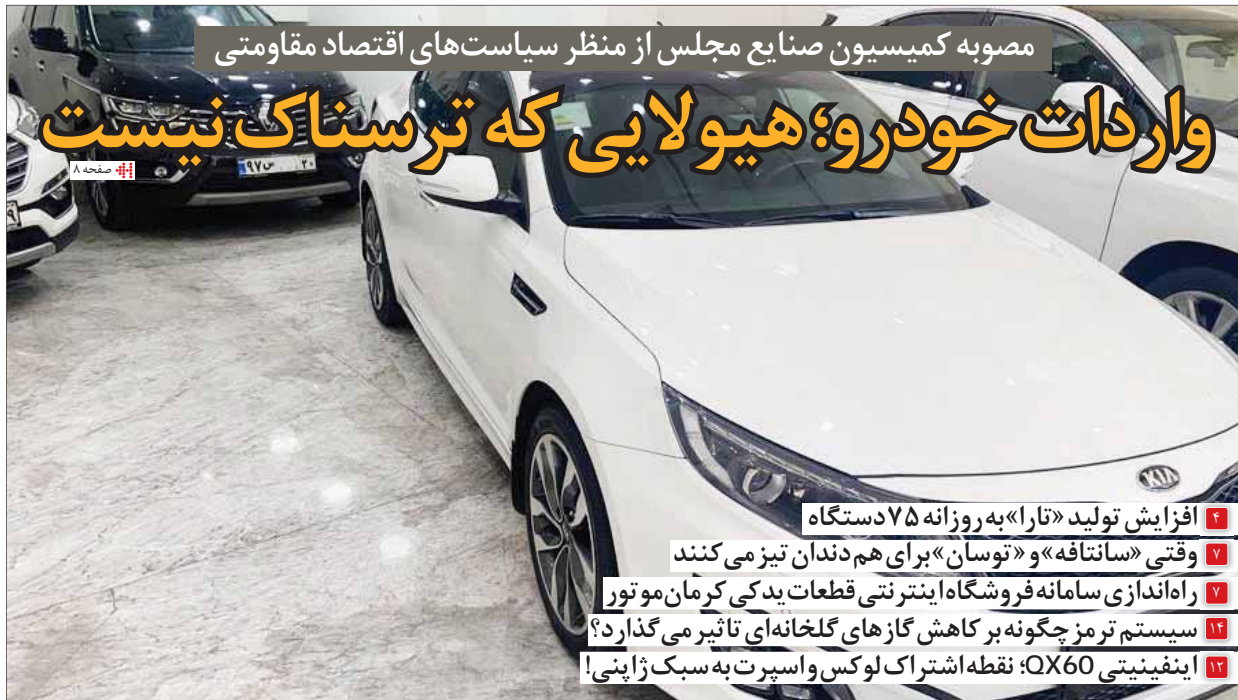 مصوبه کمیسیون صنایع مجلس از منظر سیاست‌های اقتصاد مقاومتی
واردات خودرو؛ هیولایی که ترسناک نیست
صفحه ۸
۹۷ س ۲۰
KIA
۴ افزایش تولید «تارا» به روزانه ۷۵ دستگاه
۷ وقتی «سانتافه» و «توسان» برای هم دندان تیز می‌کنند
۷ راه‌اندازی سامانه فروشگاه اینترنتی قطعات یدکی کرمان‌موتور
۱۴ سیستم ترمز چگونه بر کاهش گازهای گلخانه‌ای تاثیر می‌گذارد؟
۱۲ اینفینیتی QX60؛ نقطه اشتراک لوکس و اسپرت به سبک ژاپنی!